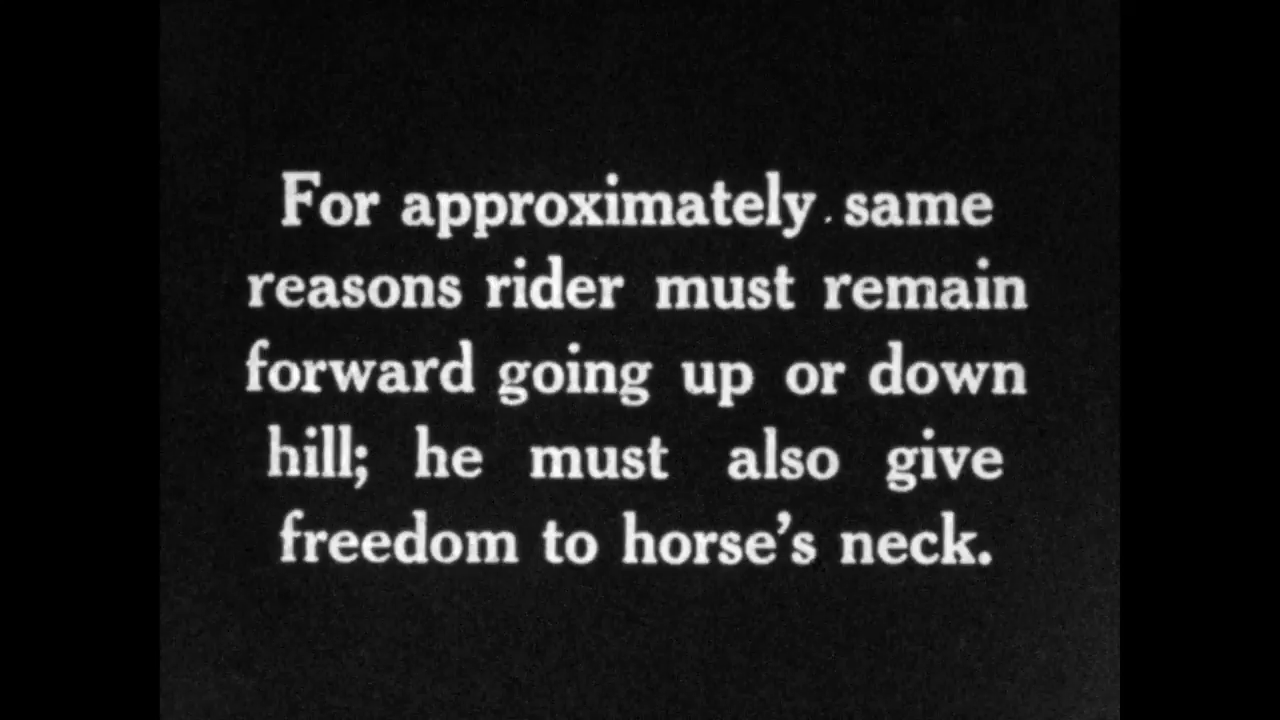 For approximately same
reasons rider must remain
forward going up or down
hill; he must also give
freedom to horse's neck.